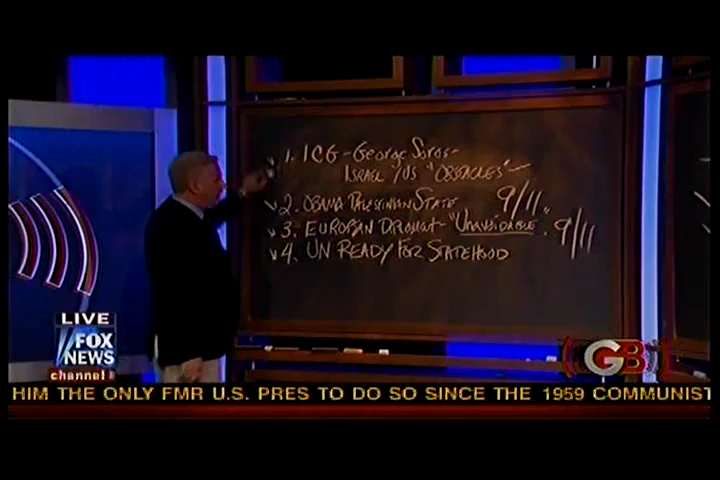 1. ICG - George Soros -
ISRAEL / US "OBSTACLES" -
2. OBAMA PALESTINIAN STATE 9/11
3. EUROPEAN DIPLOMAT - "UNAVOIDABLE". 9/11
4. UN READY FOR STATEHOOD
LIVE
FOX
NEWS
channel
GB
HIM THE ONLY FMR U.S. PRES TO DO SO SINCE THE 1959 COMMUNIST